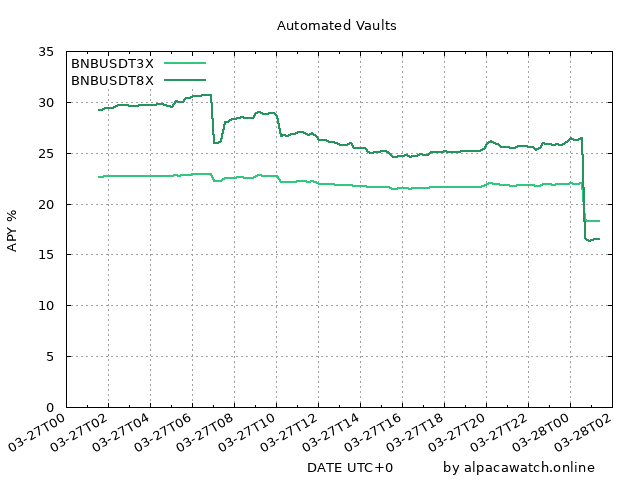 Automated Vaults
BNBUSDT3X
BNBUSDT8X
35
30
25
20
15
10
5
0
APY %
03-27T00
03-27T02
03-27T04
03-27T06
03-27T08
03-27T10
03-27T12
03-27T14
03-27T16
03-27T18
03-27T20
03-27T22
03-28T00
03-28T02
DATE UTC+0
by alpacawatch.online